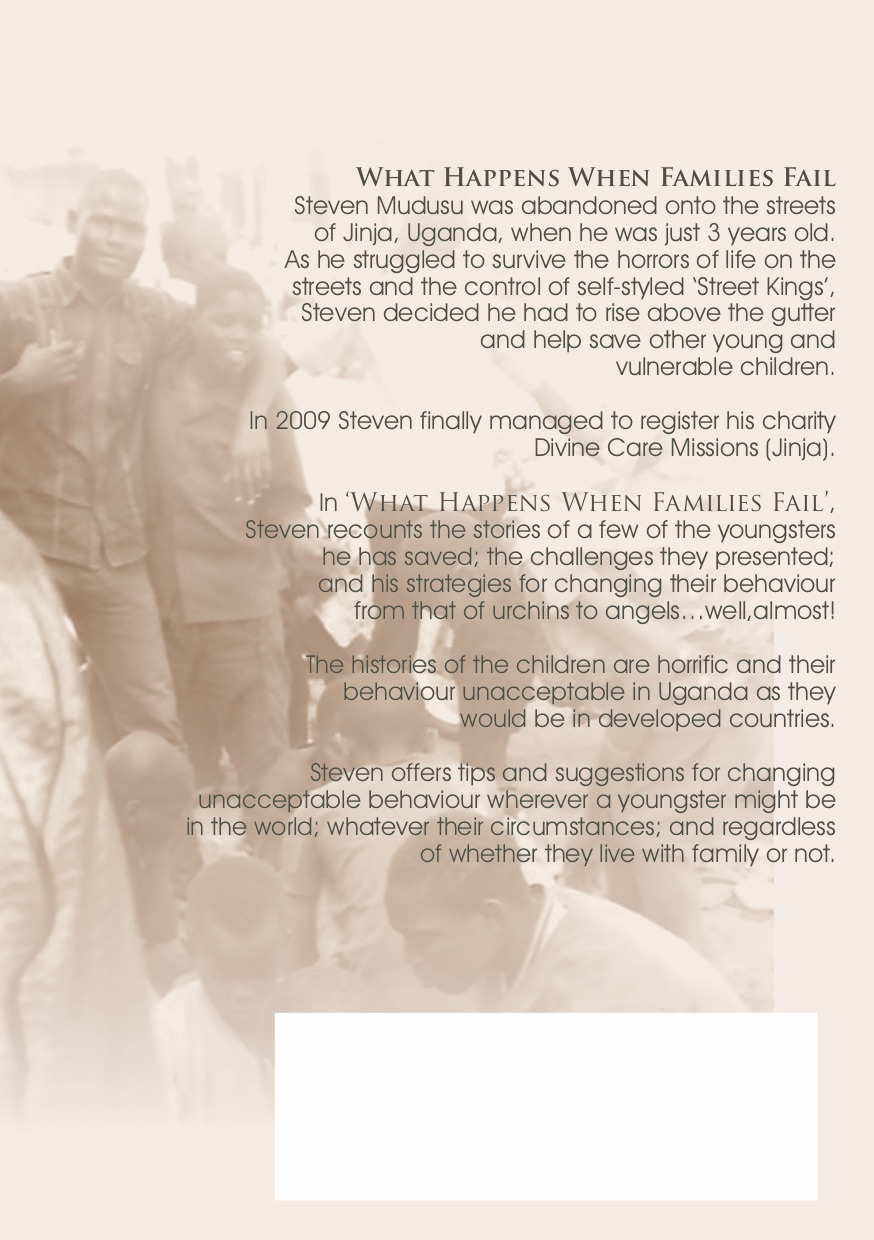 What Happens When Families Fail
Steven Mudusu was abandoned onto the streets
of Jinja, Uganda, when he was just 3 years old.
As he struggled to survive the horrors of life on the
streets and the control of self-styled ‘Street Kings’,
Steven decided he had to rise above the gutter
and help save other young and
vulnerable children.
In 2009 Steven finally managed to register his charity
Divine Care Missions (Jinja).
In ‘What Happens When Families Fail’,
Steven recounts the stories of a few of the youngsters
he has saved; the challenges they presented;
and his strategies for changing their behaviour
from that of urchins to angels…well,almost!
The histories of the children are horrific and their
behaviour unacceptable in Uganda as they
would be in developed countries.
Steven offers tips and suggestions for changing
unacceptable behaviour wherever a youngster might be
in the world; whatever their circumstances; and regardless
of whether they live with family or not.